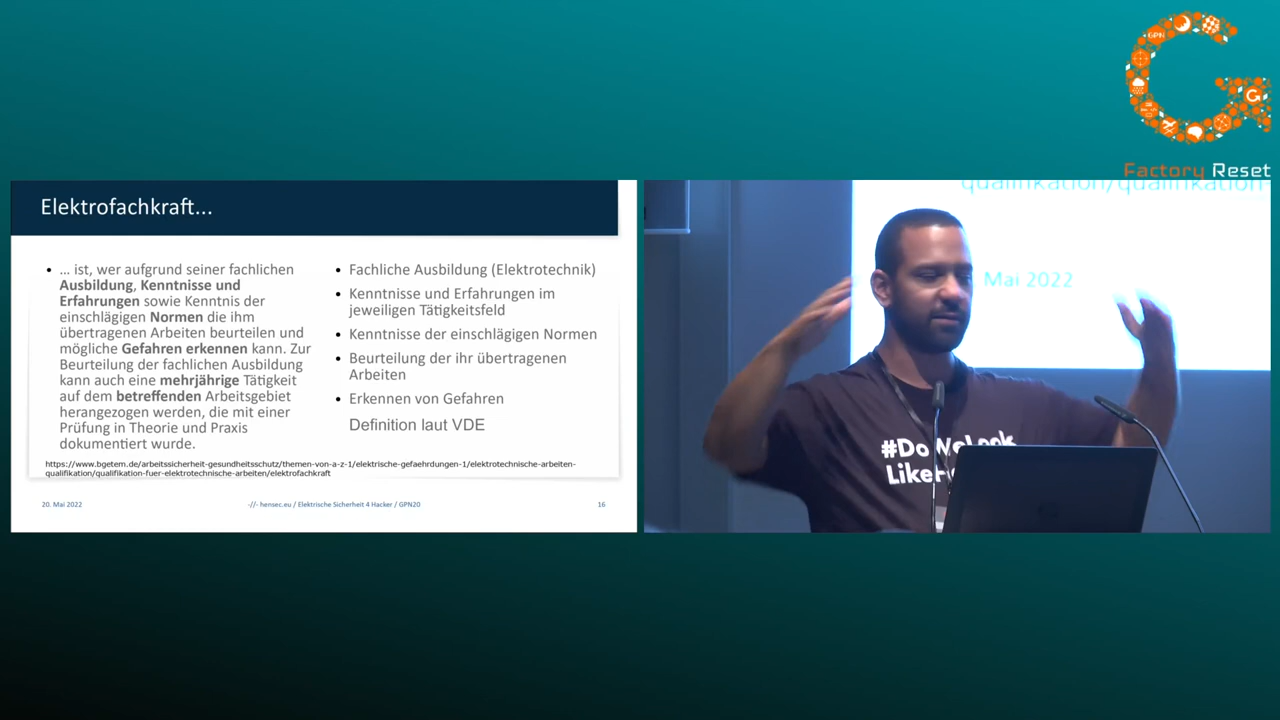 GPN
Factory Reset
Elektrofachkraft...
• ... ist, wer aufgrund seiner fachlichen
Ausbildung, Kenntnisse und
Erfahrungen sowie Kenntnis der
einschlägigen Normen die ihm
übertragenen Arbeiten beurteilen und
mögliche Gefahren erkennen kann. Zur
Beurteilung der fachlichen Ausbildung
kann auch eine mehrjährige Tätigkeit
auf dem betreffenden Arbeitsgebiet
herangezogen werden, die mit einer
Prüfung in Theorie und Praxis
dokumentiert wurde.
• Fachliche Ausbildung (Elektrotechnik)
• Kenntnisse und Erfahrungen im
jeweiligen Tätigkeitsfeld
• Kenntnisse der einschlägigen Normen
• Beurteilung der ihr übertragenen
Arbeiten
• Erkennen von Gefahren
Definition laut VDE
https://www.bgetem.de/arbeitssicherheit-gesundheitsschutz/themen-von-a-z-1/elektrische-gefaehrdungen-1/elektrotechnische-arbeiten-
qualifikation/qualifikation-fuer-elektrotechnische-arbeiten/elektrofachkraft
20. Mai 2022
-//- hensec.eu / Elektrische Sicherheit 4 Hacker / GPN20
16
qualifikation/qualifikation-
Mai 2022
#Do We Look
Like